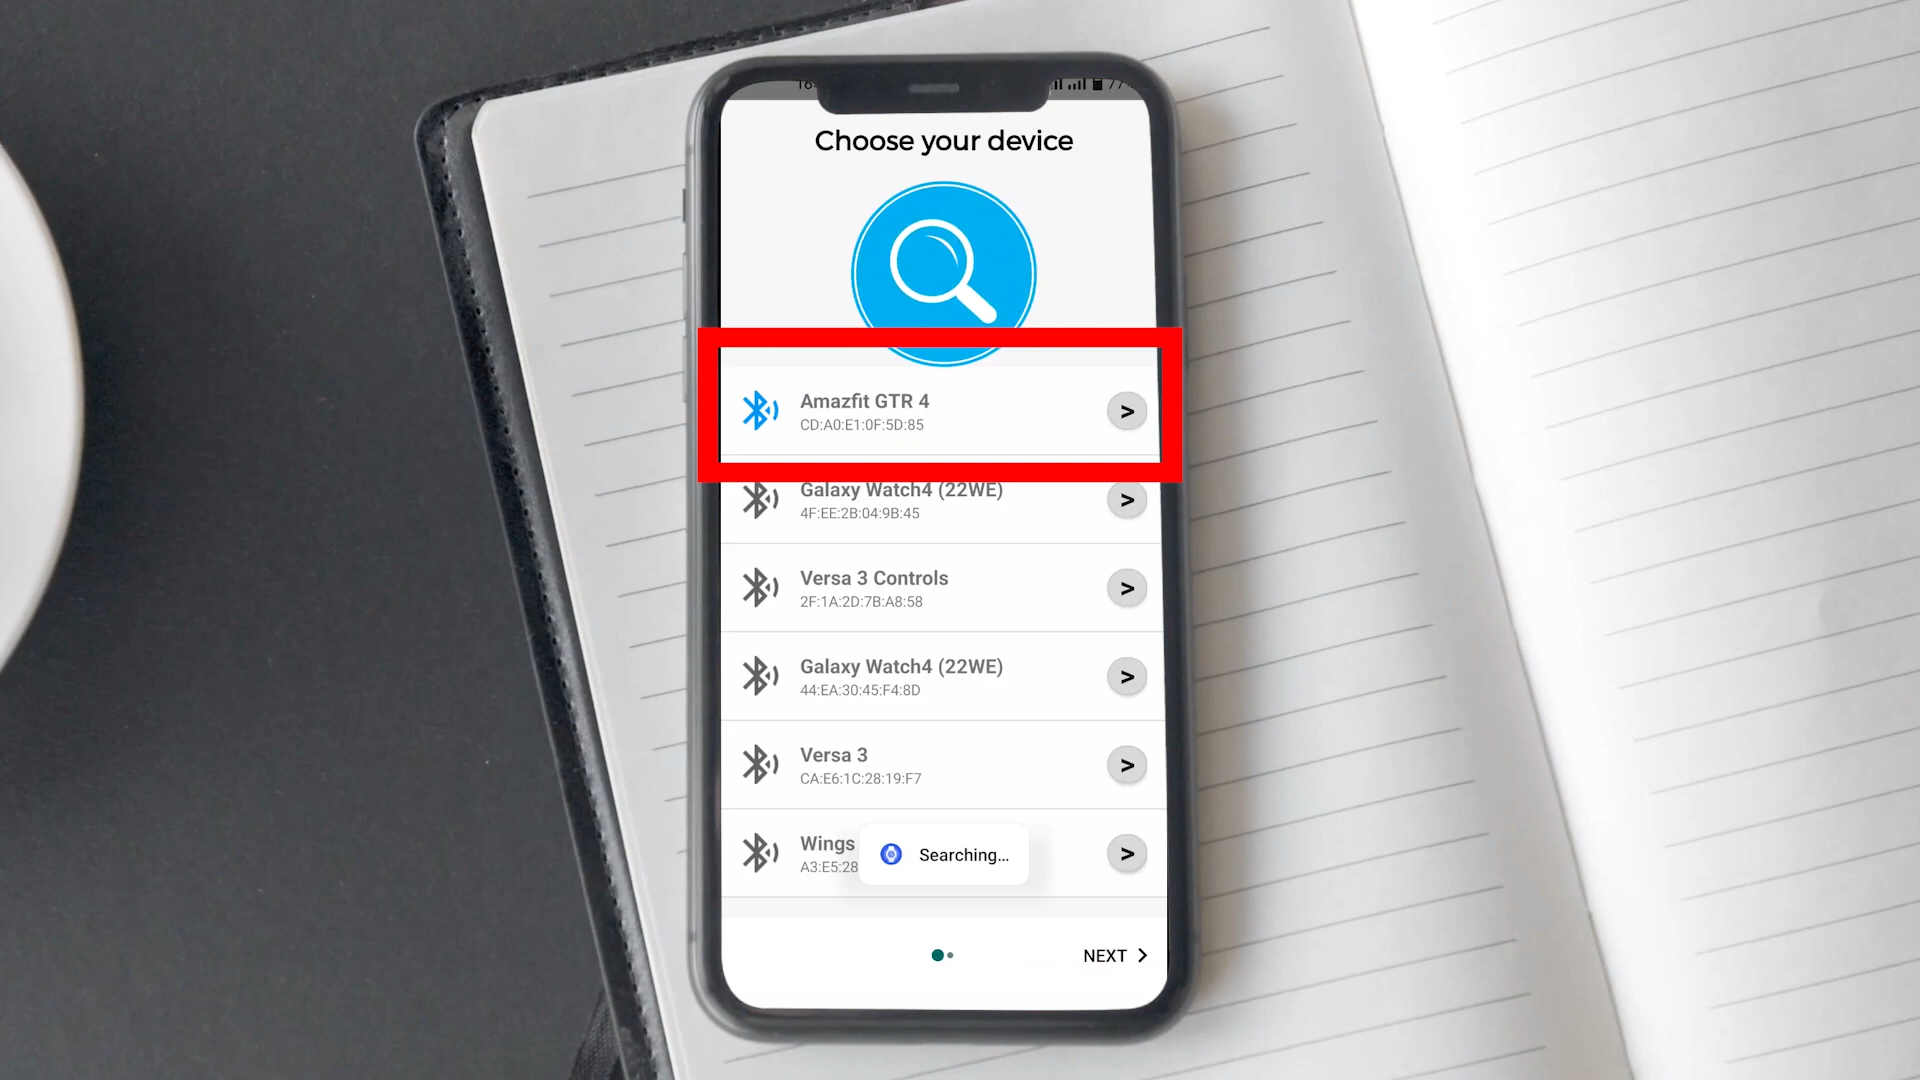 Choose your device
Amazfit GTR 4
CD:A0:E1:0F:5D:85
>
Galaxy Watch4 (22WE)
4F:EE:2B:04:9B:45
>
Versa 3 Controls
2F:1A:2D:7B:A8:58
>
Galaxy Watch4 (22WE)
44:EA:30:45:F4:8D
>
Versa 3
CA:E6:1C:28:19:F7
>
Wings
A3:E5:28
>
Searching...
NEXT >